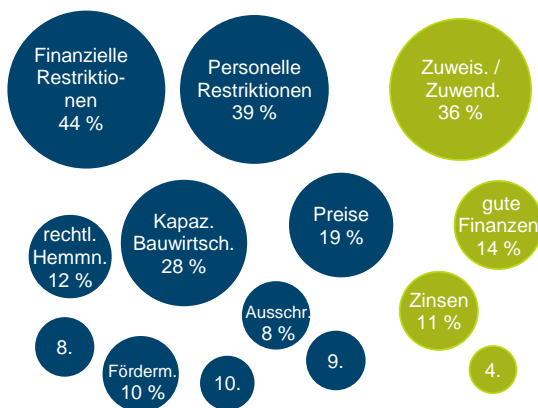 Finanzielle
Restriktio-
nen
44 %
Personelle
Restriktionen
39 %
Zuweis. /
Zuwend.
36 %
rechtl.
Hemmn.
12 %
Kapaz.
Bauwirtsch.
28 %
Preise
19 %
gute
Finanzen
14 %
Ausschr.
8 %
Zinsen
11 %
8.
Förderm.
10 %
10.
9.
4.